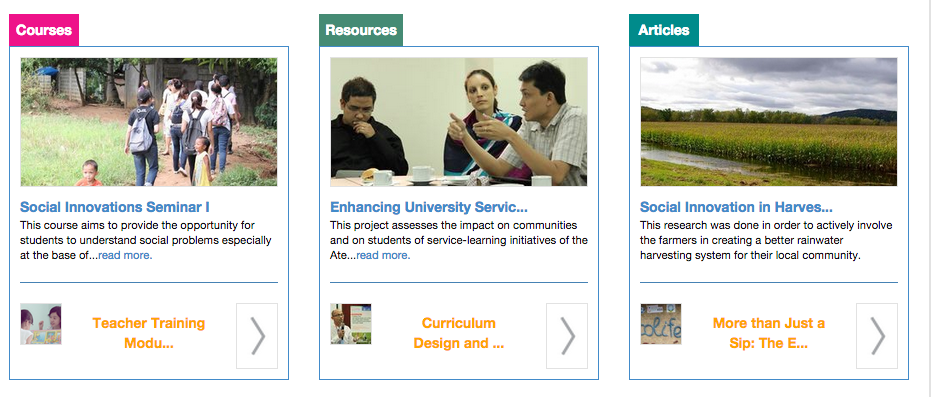 Courses
Social Innovations Seminar I
This course aims to provide the opportunity for
students to understand social problems especially
at the base of...read more.
Teacher Training
Modu...
Resources
Enhancing University Servic...
This project assesses the impact on communities
and on students of service-learning initiatives of the
Ate...read more.
Curriculum
Design and ...
Articles
Social Innovation in Harves...
This research was done in order to actively involve
the farmers in creating a better rainwater
harvesting system for their local community.
olife
More than Just a
Sip: The E...